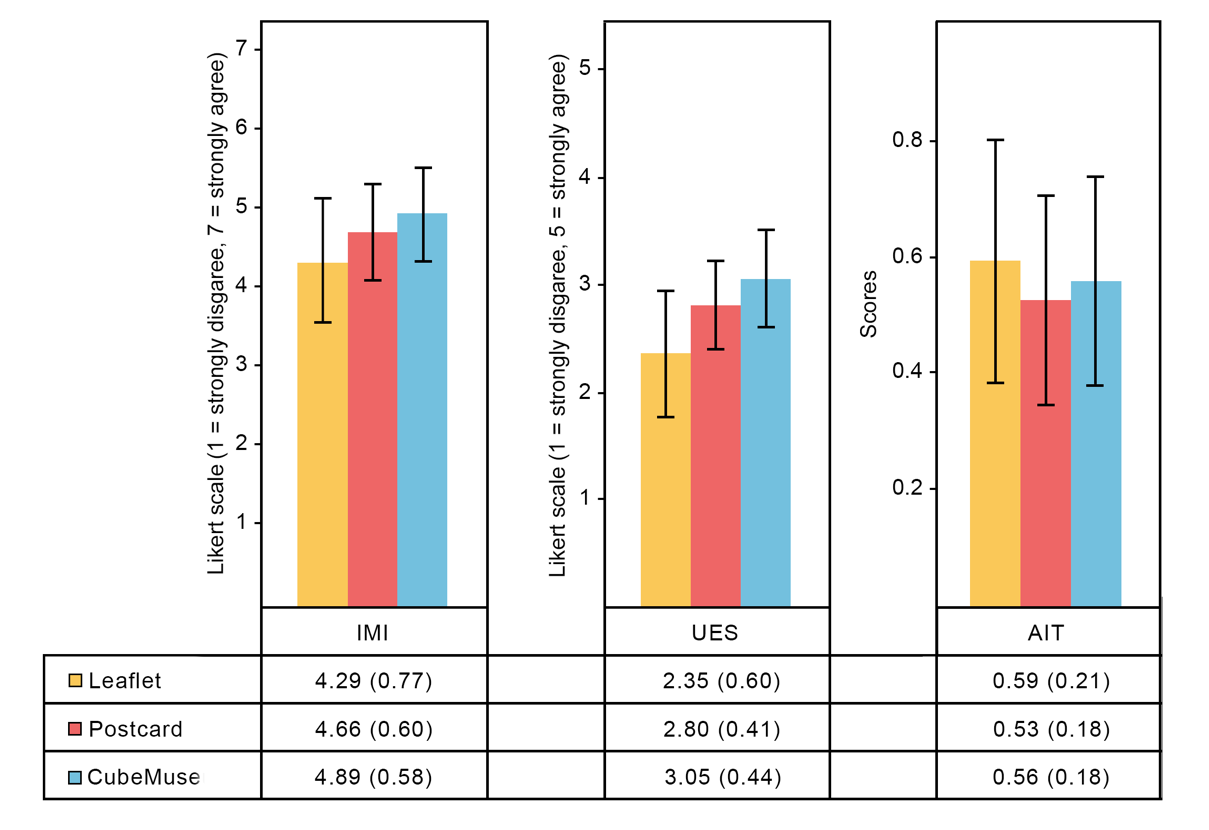 Likert scale (1 = strongly disgaree, 7 = strongly agree)
7
6
5
4
3
2
1
Likert scale (1 = strongly disgaree, 5 = strongly agree)
5
4
3
2
1
Scores
0.8
0.6
0.4
0.2
IMI UES AIT
Leaflet 4.29 (0.77) 2.35 (0.60) 0.59 (0.21)
Postcard 4.66 (0.60) 2.80 (0.41) 0.53 (0.18)
CubeMuse 4.89 (0.58) 3.05 (0.44) 0.56 (0.18)